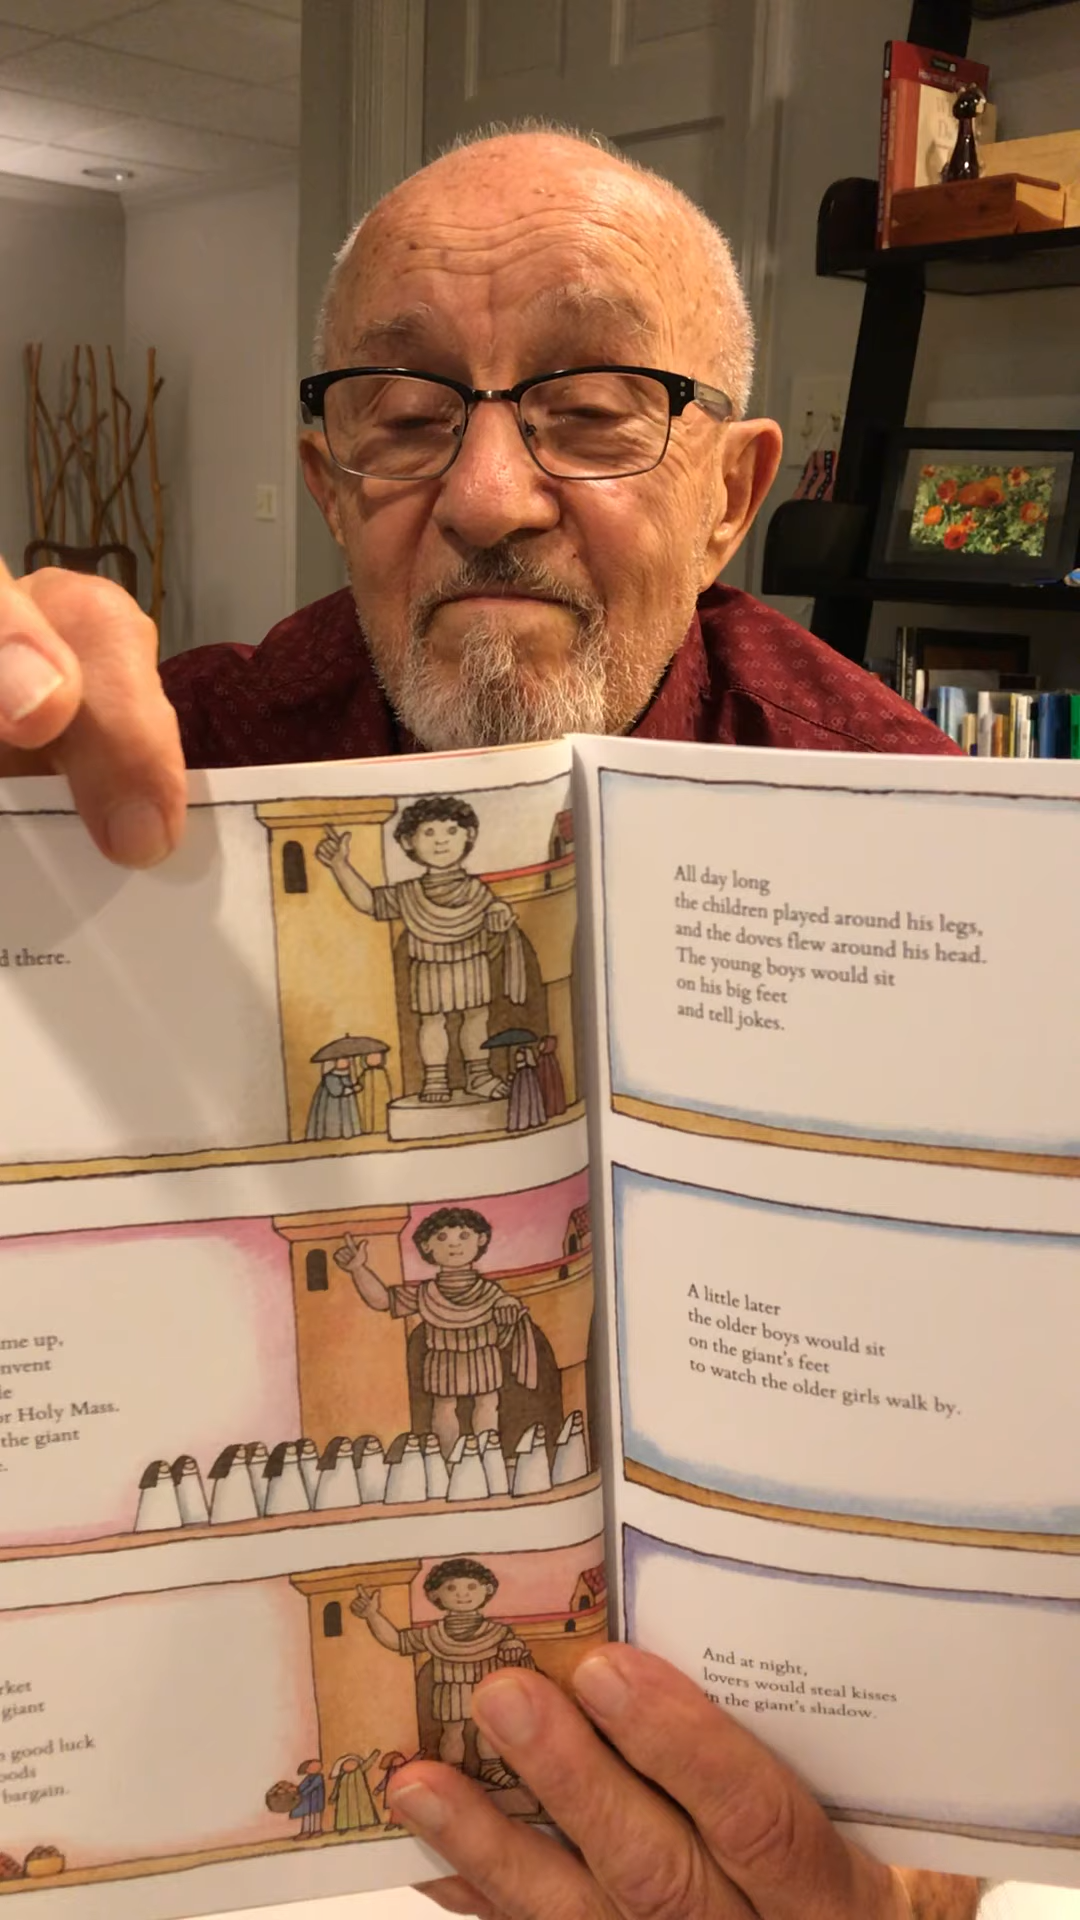 d there.
me up,
nvent
le
or Holy Mass.
the giant
rket
giant
n good luck
oods
bargain.
All day long
the children played around his legs,
and the doves flew around his head.
The young boys would sit
on his big feet
and tell jokes.
A little later
the older boys would sit
on the giant's feet
to watch the older girls walk by.
And at night,
lovers would steal kisses
in the giant's shadow.